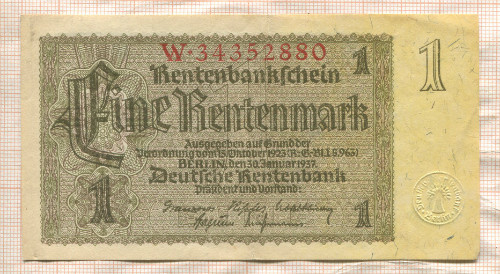 W·34352880
Rentenbankschein
1
1
Eine Rentenmark
Ausgegeben auf Grund der
Verordnung vom 15. Oktober 1923 (R.-G.-Bl. I S. 963)
BERLIN, den 30. Januar 1937.
Deutsche Rentenbank
1
Präsident und Vorstand:
1